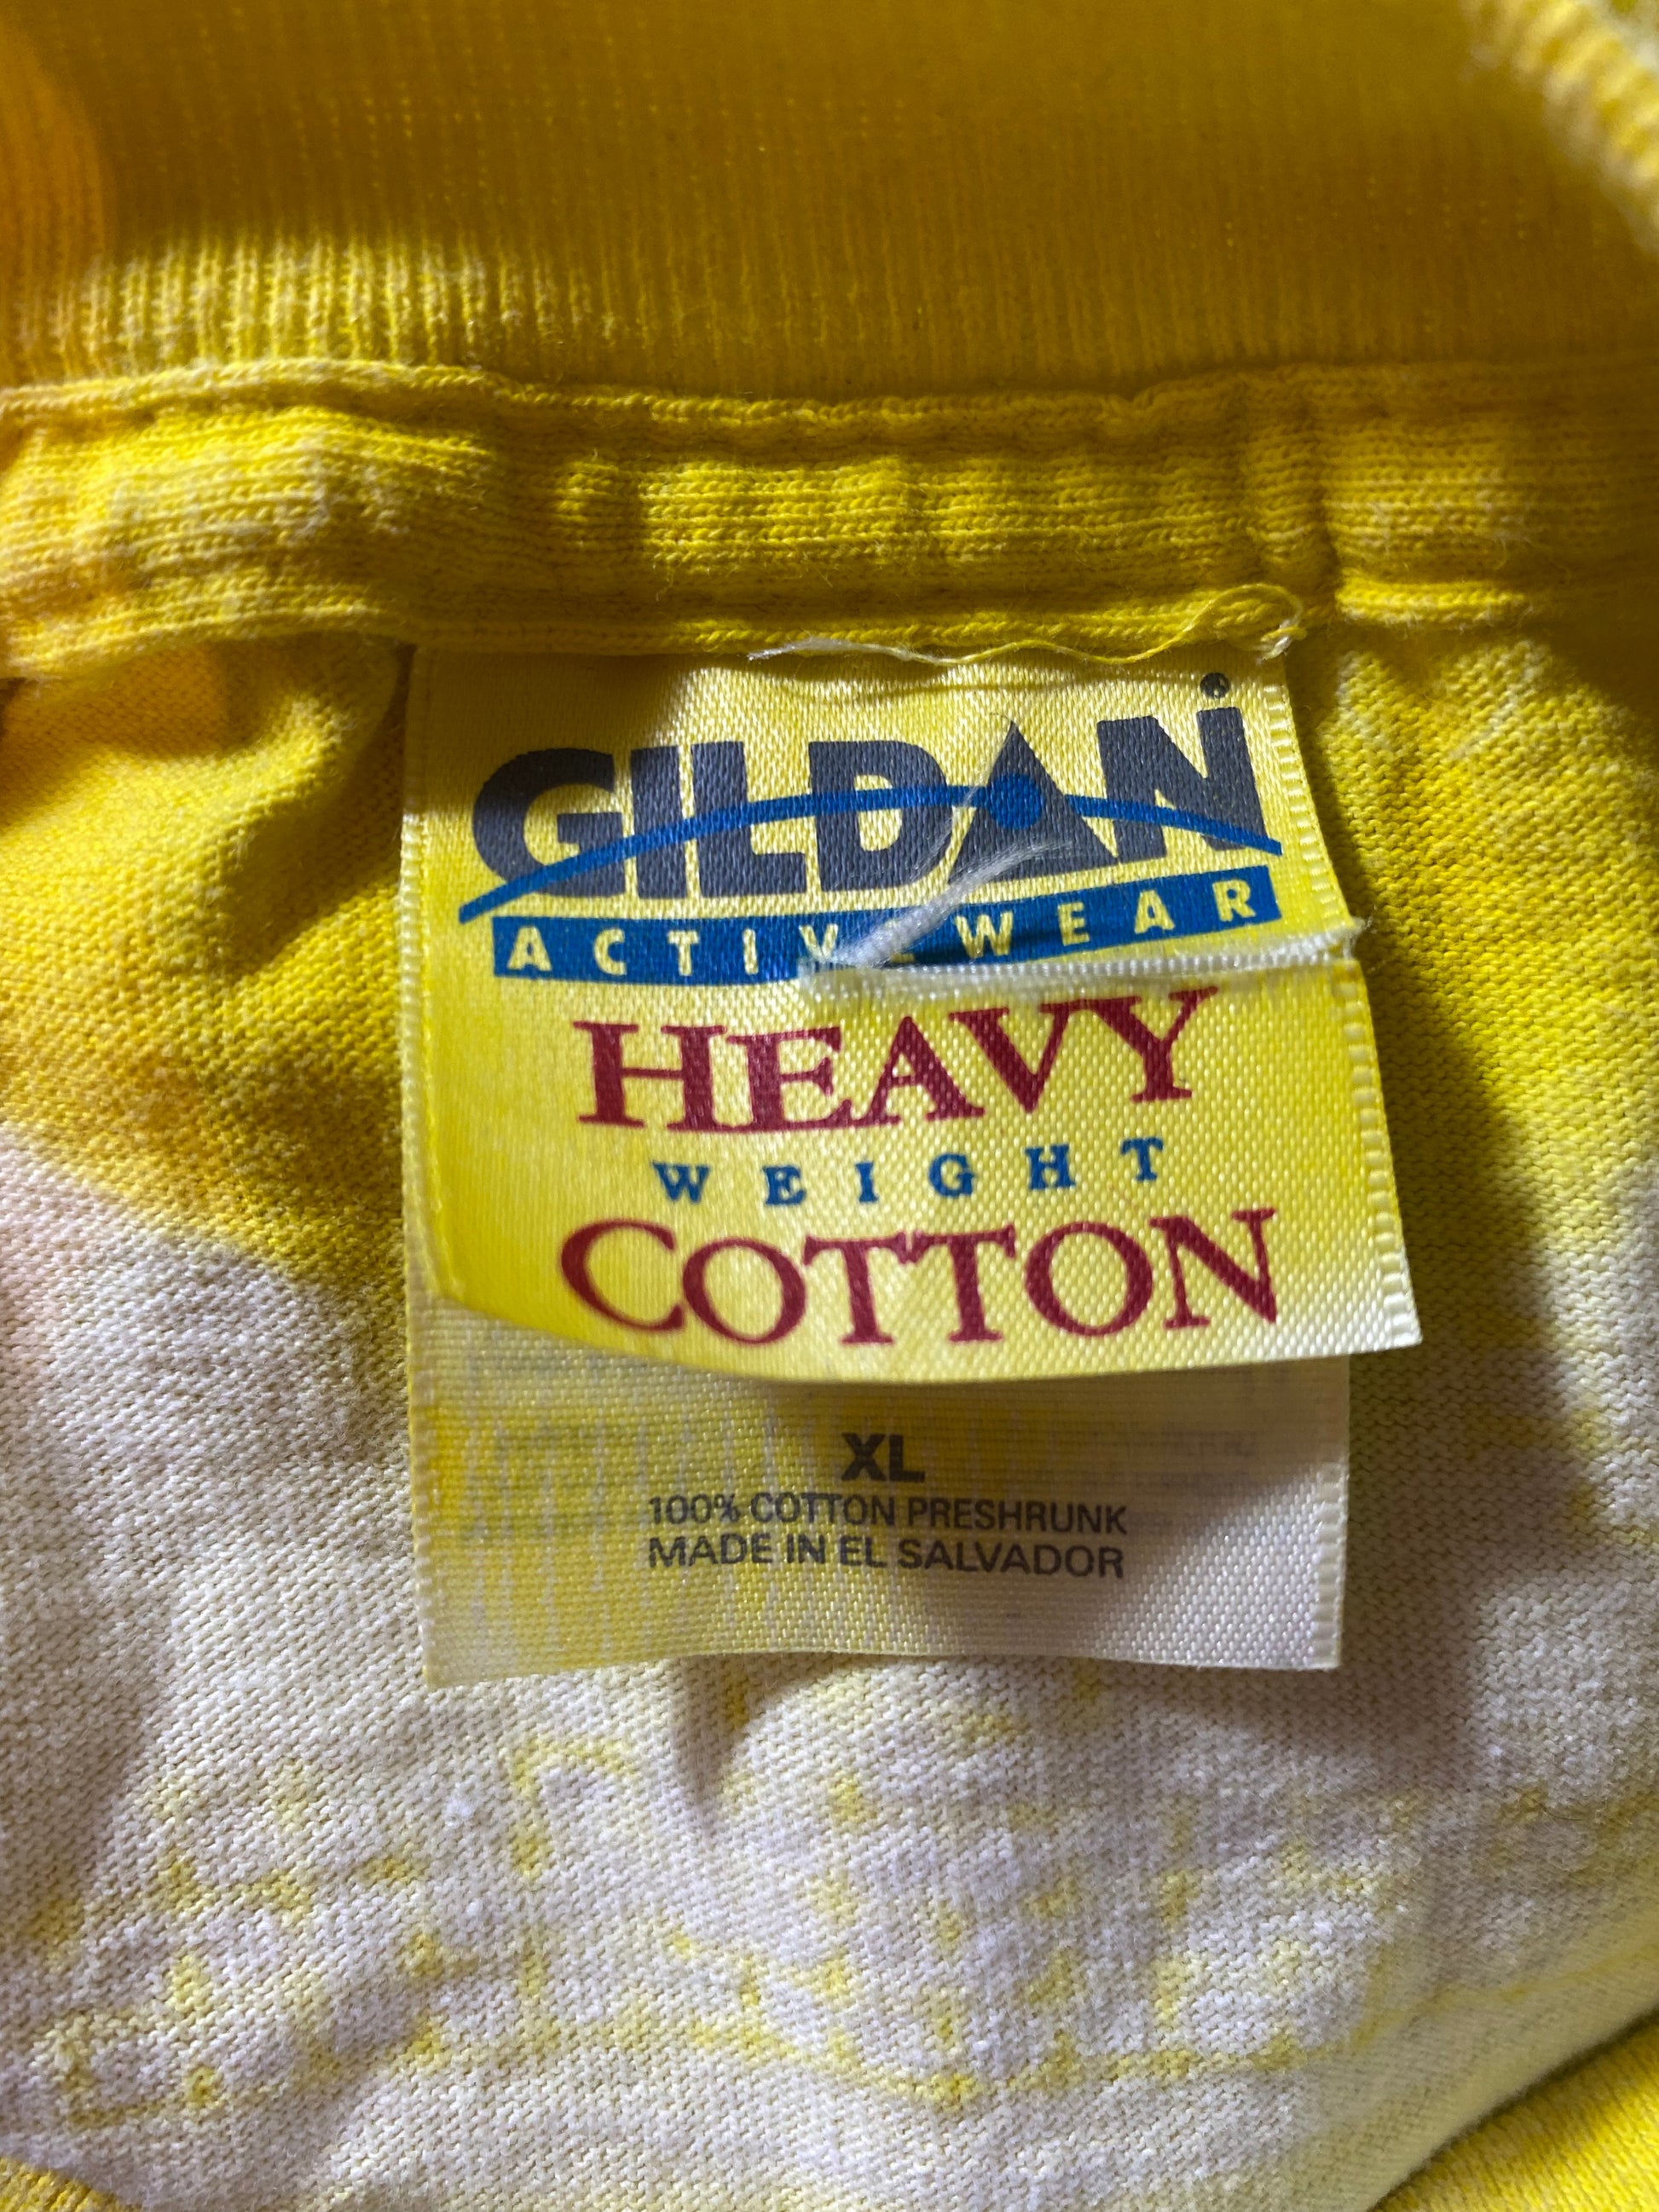 GILDAN®
ACTIVEWEAR
HEAVY
WEIGHT
COTTON
XL
100% COTTON PRESHRUNK
MADE IN EL SALVADOR